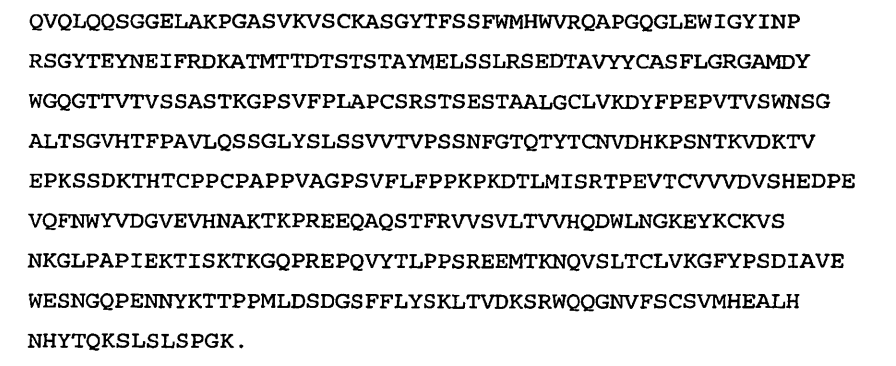 QVQLQQSGGELAKPGASVKVSCKASGYTFSSFWMHWVRQAPGQGLEWIGYINP
RSGYTEYNEIFRDKATMTTDTSTSTAYMELSSLRSEDTAVYYCASFLGRGAMDY
WGQGTTVTVSSASTKGPSVFPLAPCSRSTSESTAALGCLVKDYFPEPVTVSWNSG
ALTSGVHTFPAVLQSSGLYSLSSVVTVPSSNFGTQTYTCNVDHKPSNTKVDKTV
EPKSSDKTHTCPPCPAPPVAGPSVFLFPPKPKDTLMISRTPEVTCVVVDVSHEDPE
VQFNWYVDGVEVHNAKTKPREEQAQSTFRVVSVLTVVHQDWLNGKEYKCKVS
NKGLPAPIEKTISKTKGQPREPQVYTLPPSREEMTKNQVSLTCLVKGFYPSDIAVE
WESNGQPENNYKTTPPMLDSDGSFFLYSKLTVDKSRWQQGNVFSCSVMHEALH
NHYTQKSLSLSPGK.